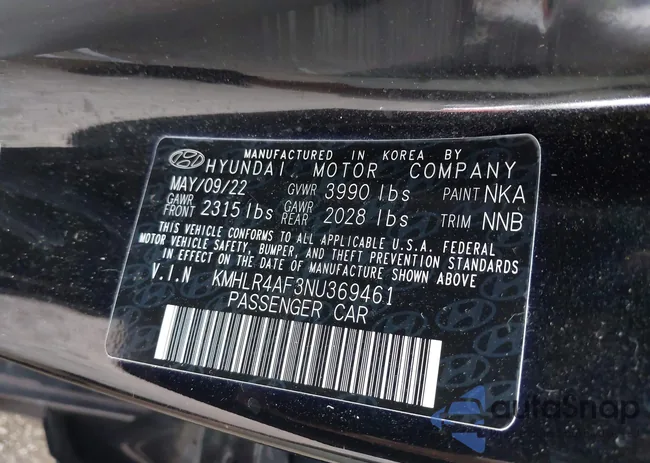 MANUFACTURED IN KOREA BY
HYUNDAI MOTOR COMPANY
MAY/09/22 GVWR 3990 lbs PAINT NKA
GAWR FRONT 2315 lbs GAWR REAR 2028 lbs TRIM NNB
THIS VEHICLE CONFORMS TO ALL APPLICABLE U.S.A. FEDERAL
MOTOR VEHICLE SAFETY, BUMPER, AND THEFT PREVENTION STANDARDS
IN EFFECT ON THE DATE OF MANUFACTURE SHOWN ABOVE
V.I.N KMHLR4AF3NU369461
PASSENGER CAR
autoSnap